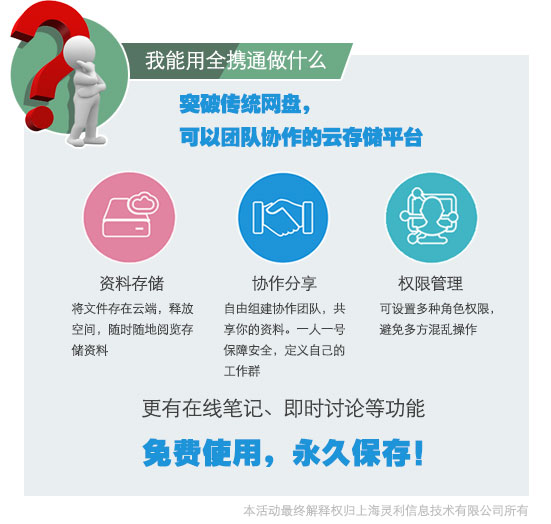 我能用全携通做什么
突破传统网盘，
可以团队协作的云存储平台
资料存储
将文件存在云端，释放
空间，随时随地阅览存
储资料
协作分享
自由组建协作团队，共
享你的资料。一人一号
保障安全，定义自己的
工作群
权限管理
可设置多种角色权限，
避免多方混乱操作
更有在线笔记、即时讨论等功能
免费使用，永久保存！
本活动最终解释权归上海灵利信息技术有限公司所有